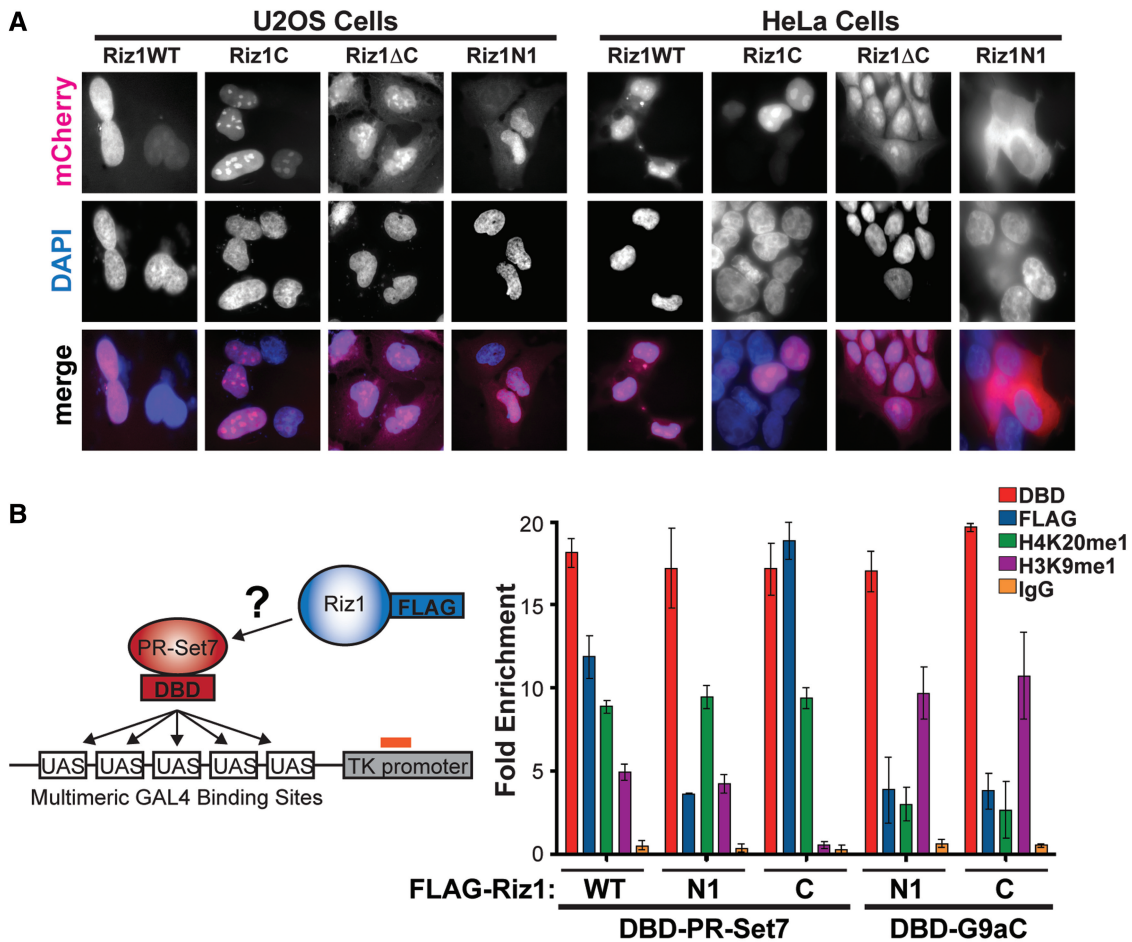 A
U2OS Cells
HeLa Cells
Riz1WT Riz1C Riz1ΔC Riz1N1 Riz1WT Riz1C Riz1ΔC Riz1N1
mCherry
DAPI
merge
B
?
Riz1
FLAG
PR-Set7
DBD
UAS UAS UAS UAS UAS
TK promoter
Multimeric GAL4 Binding Sites
Fold Enrichment
20
15
10
5
0
DBD
FLAG
H4K20me1
H3K9me1
IgG
FLAG-Riz1: WT N1 C N1 C
DBD-PR-Set7 DBD-G9aC